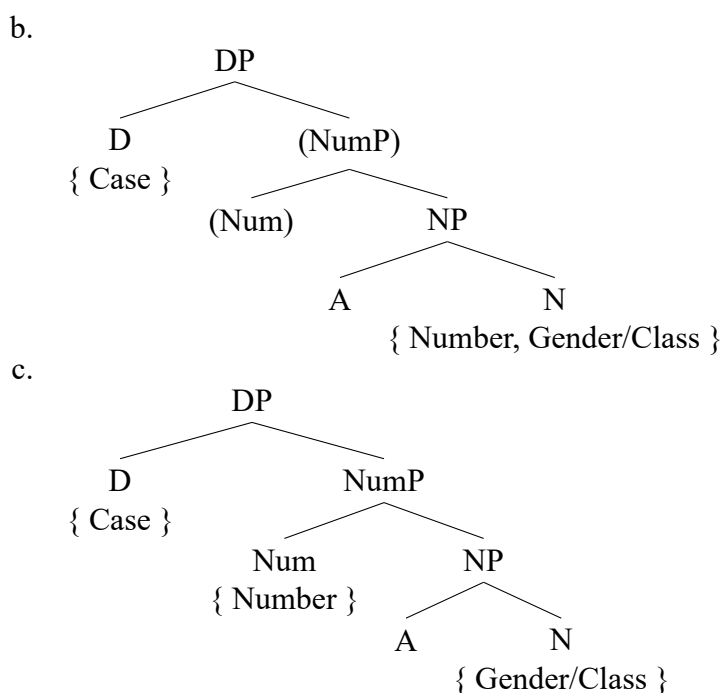 b.
DP
D (NumP)
{ Case }
(Num) NP
A N
{ Number, Gender/Class }
c.
DP
D NumP
{ Case }
Num NP
{ Number }
A N
{ Gender/Class }